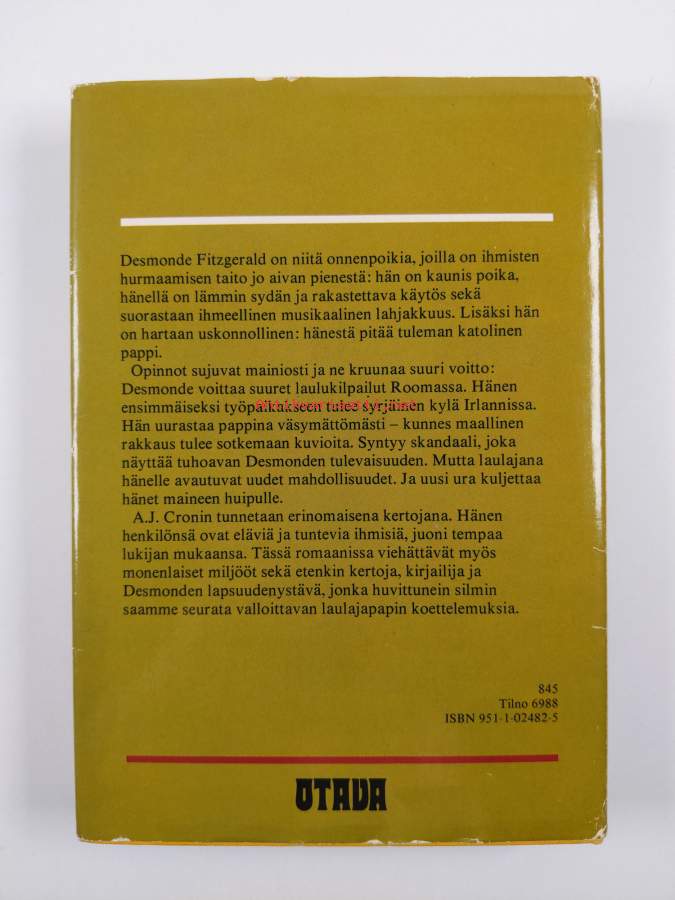 Desmonde Fitzgerald on niitä onnenpoikia, joilla on ihmisten
hurmaamisen taito jo aivan pienestä: hän on kaunis poika,
hänellä on lämmin sydän ja rakastettava käytös sekä
suorastaan ihmeellinen musikaalinen lahjakkuus. Lisäksi hän
on hartaan uskonnollinen: hänestä pitää tuleman katolinen
pappi.
Opinnot sujuvat mainiosti ja ne kruunaa suuri voitto:
Desmonde voittaa suuret laulukilpailut Roomassa. Hänen
ensimmäiseksi työpaikakseen tulee syrjäinen kylä Irlannissa.
Hän uurastaa pappina väsymättömästi – kunnes maallinen
rakkaus tulee sotkemaan kuvioita. Syntyy skandaali, joka
näyttää tuhoavan Desmonden tulevaisuuden. Mutta laulajana
hänelle avautuvat uudet mahdollisuudet. Ja uusi ura kuljettaa
hänet maineen huipulle.
A.J. Cronin tunnetaan erinomaisena kertojana. Hänen
henkilönsä ovat eläviä ja tuntevia ihmisiä, juoni tempaa
lukijan mukaansa. Tässä romaanissa viehättävät myös
monenlaiset miljööt sekä etenkin kertoja, kirjailija ja
Desmonden lapsuudenystävä, jonka huvittunein silmin
saamme seurata valloittavan laulajapapin koettelemuksia.
845
Tilno 6988
ISBN 951-1-02482-5
OTAVA